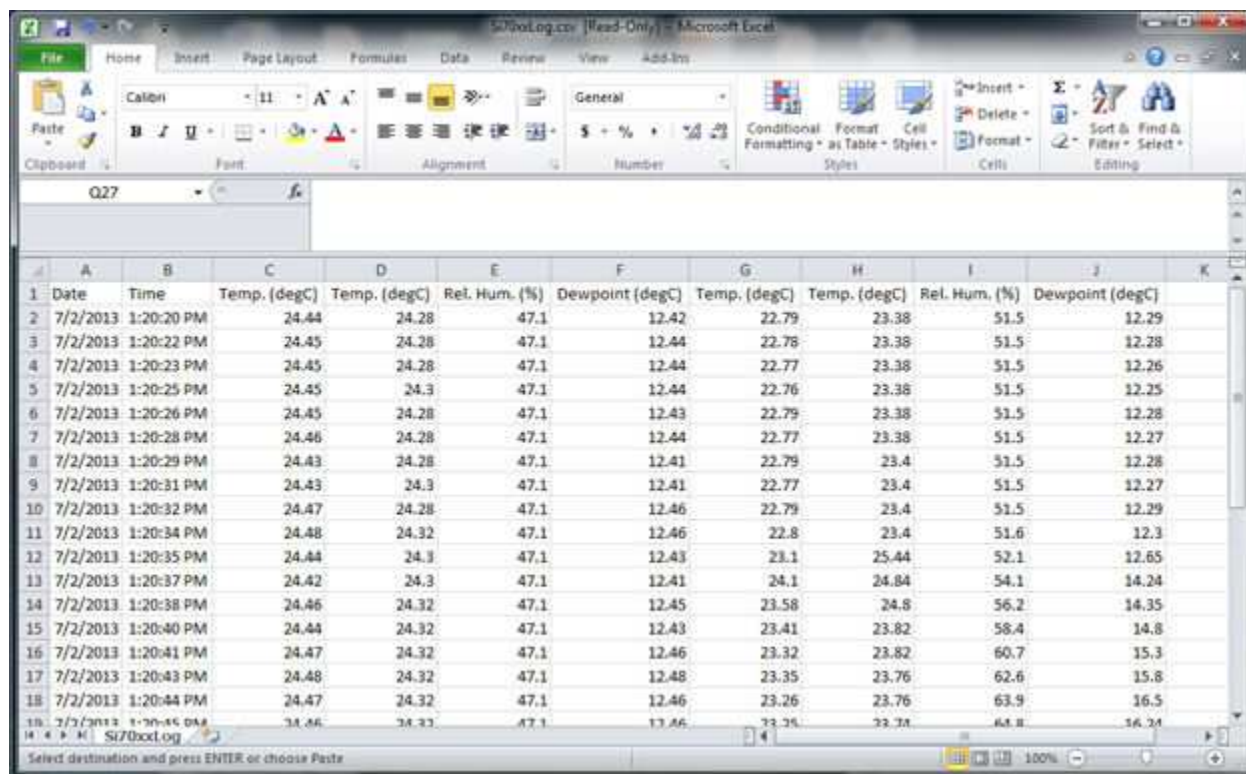 Si70xxLog.csv [Read-Only] - Microsoft Excel
File Home Insert Page Layout Formulas Data Review View Add-Ins
Calibri 11 A A General
Paste B I U A $ % Conditional Formatting Format as Table Cell Styles Insert Delete Format Σ Sort & Filter Find & Select
Clipboard Font Alignment Number Styles Cells Editing
Q27 fx
A B C D E F G H I J K
1 Date Time Temp. (degC) Temp. (degC) Rel. Hum. (%) Dewpoint (degC) Temp. (degC) Temp. (degC) Rel. Hum. (%) Dewpoint (degC)
2 7/2/2013 1:20:20 PM 24.44 24.28 47.1 12.42 22.79 23.38 51.5 12.29
3 7/2/2013 1:20:22 PM 24.45 24.28 47.1 12.44 22.78 23.38 51.5 12.28
4 7/2/2013 1:20:23 PM 24.45 24.28 47.1 12.44 22.77 23.38 51.5 12.26
5 7/2/2013 1:20:25 PM 24.45 24.3 47.1 12.44 22.76 23.38 51.5 12.25
6 7/2/2013 1:20:26 PM 24.45 24.28 47.1 12.43 22.79 23.38 51.5 12.28
7 7/2/2013 1:20:28 PM 24.46 24.28 47.1 12.44 22.77 23.38 51.5 12.27
8 7/2/2013 1:20:29 PM 24.43 24.28 47.1 12.41 22.79 23.4 51.5 12.28
9 7/2/2013 1:20:31 PM 24.43 24.3 47.1 12.41 22.77 23.4 51.5 12.27
10 7/2/2013 1:20:32 PM 24.47 24.28 47.1 12.46 22.79 23.4 51.5 12.29
11 7/2/2013 1:20:34 PM 24.48 24.32 47.1 12.46 22.8 23.4 51.6 12.3
12 7/2/2013 1:20:35 PM 24.44 24.3 47.1 12.43 23.1 25.44 52.1 12.65
13 7/2/2013 1:20:37 PM 24.42 24.3 47.1 12.41 24.1 24.84 54.1 14.24
14 7/2/2013 1:20:38 PM 24.46 24.32 47.1 12.45 23.58 24.8 56.2 14.35
15 7/2/2013 1:20:40 PM 24.44 24.32 47.1 12.43 23.41 23.82 58.4 14.8
16 7/2/2013 1:20:41 PM 24.47 24.32 47.1 12.46 23.32 23.82 60.7 15.3
17 7/2/2013 1:20:43 PM 24.48 24.32 47.1 12.48 23.35 23.76 62.6 15.8
18 7/2/2013 1:20:44 PM 24.47 24.32 47.1 12.46 23.26 23.76 63.9 16.5
19 7/2/2013 1:20:45 PM 24.46 24.32 47.1 12.46 23.25 23.74 64.8 16.34
Si70xxLog
Select destination and press ENTER or choose Paste 100%